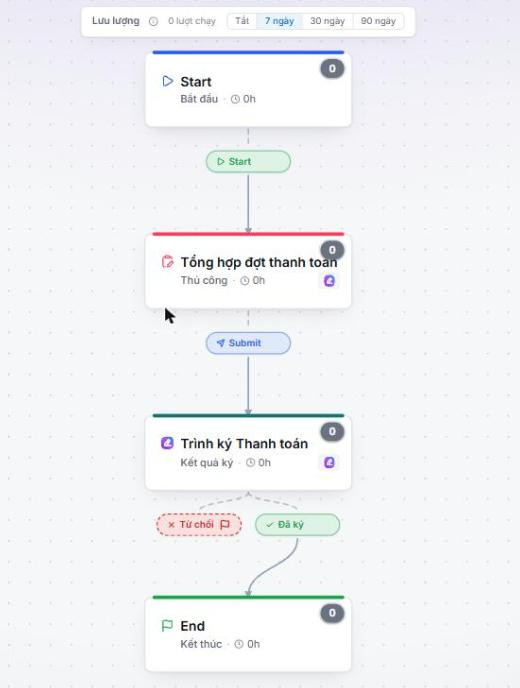 Lưu lượng 0 lượt chạy Tất 7 ngày 30 ngày 90 ngày
0
Start
Bắt đầu · 0h
Start
0
Tổng hợp đợt thanh toán
Thủ công · 0h
Submit
0
Trình ký Thanh toán
Kết quả ký · 0h
Từ chối Đã ký
0
End
Kết thúc · 0h